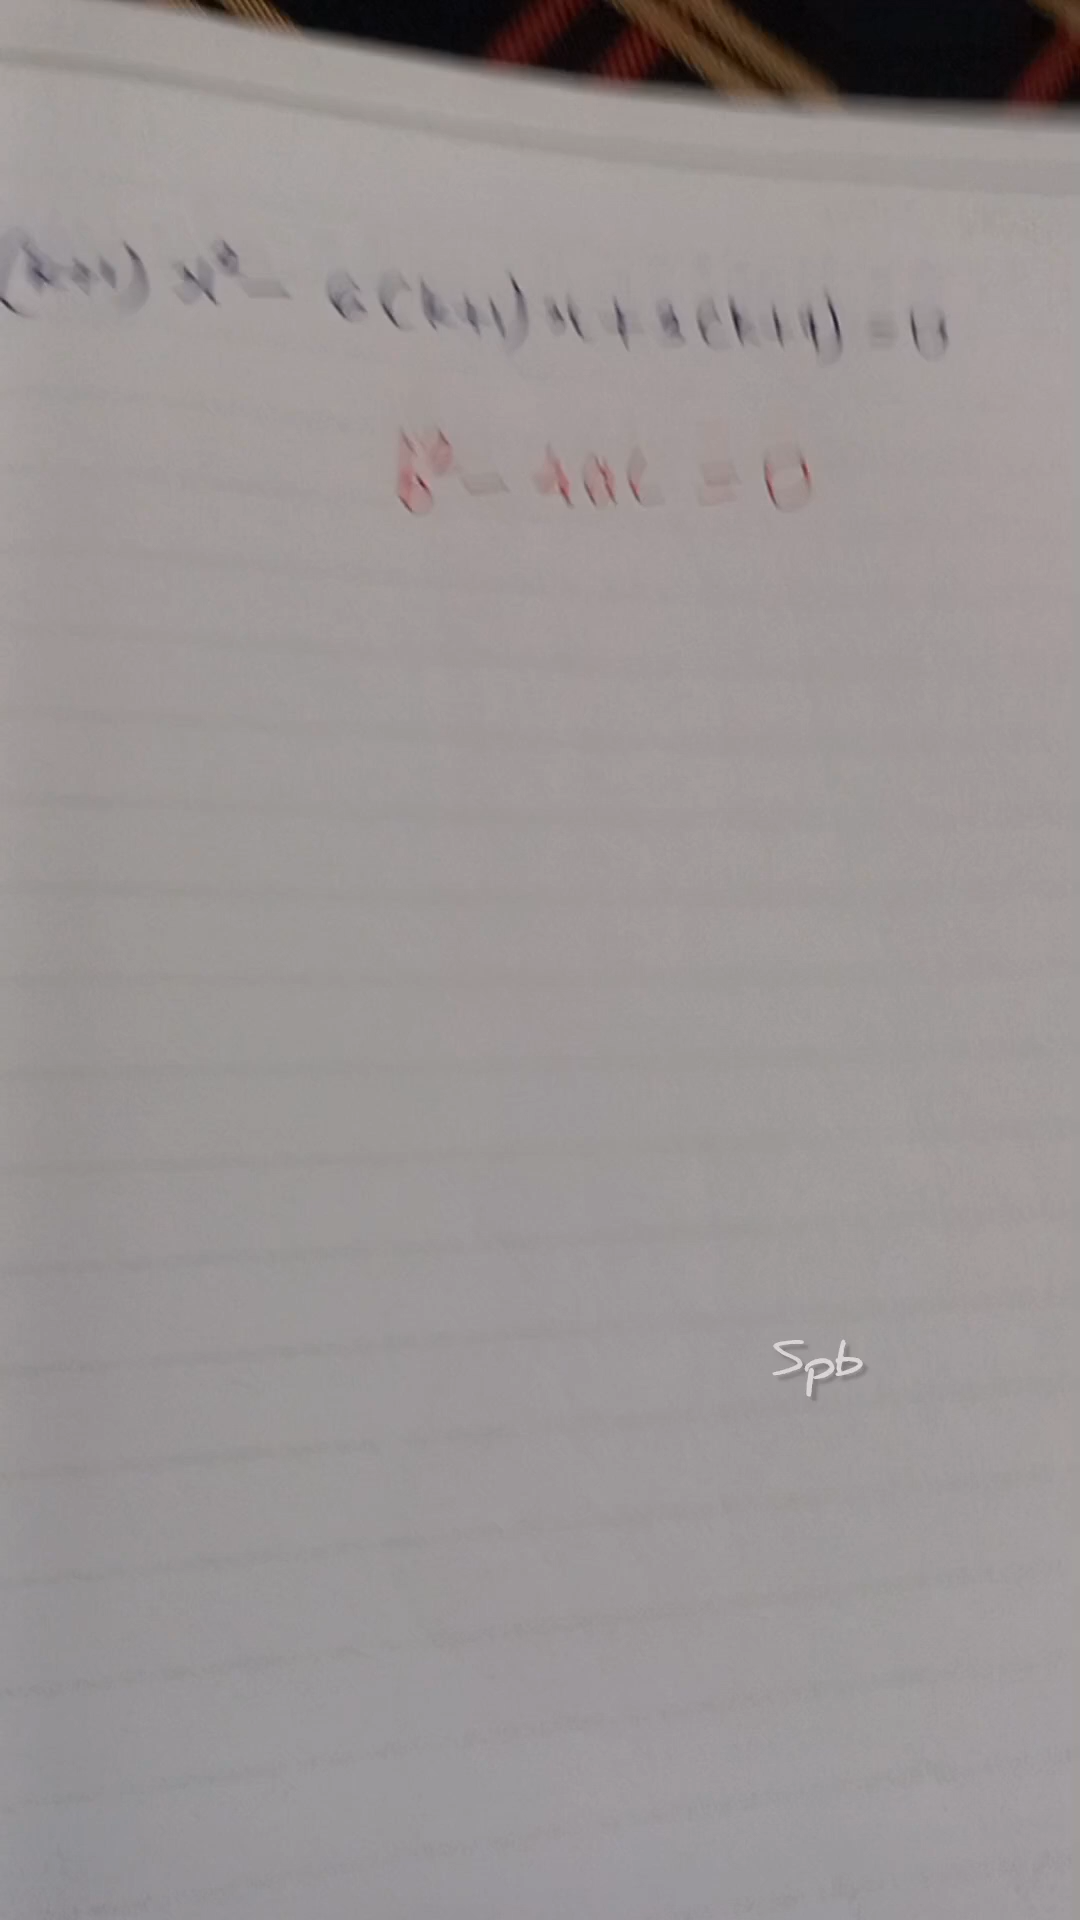 (k+1) x² - 6(k+1)x + 3(k+9) = 0
b² - 4ac = 0
Spb